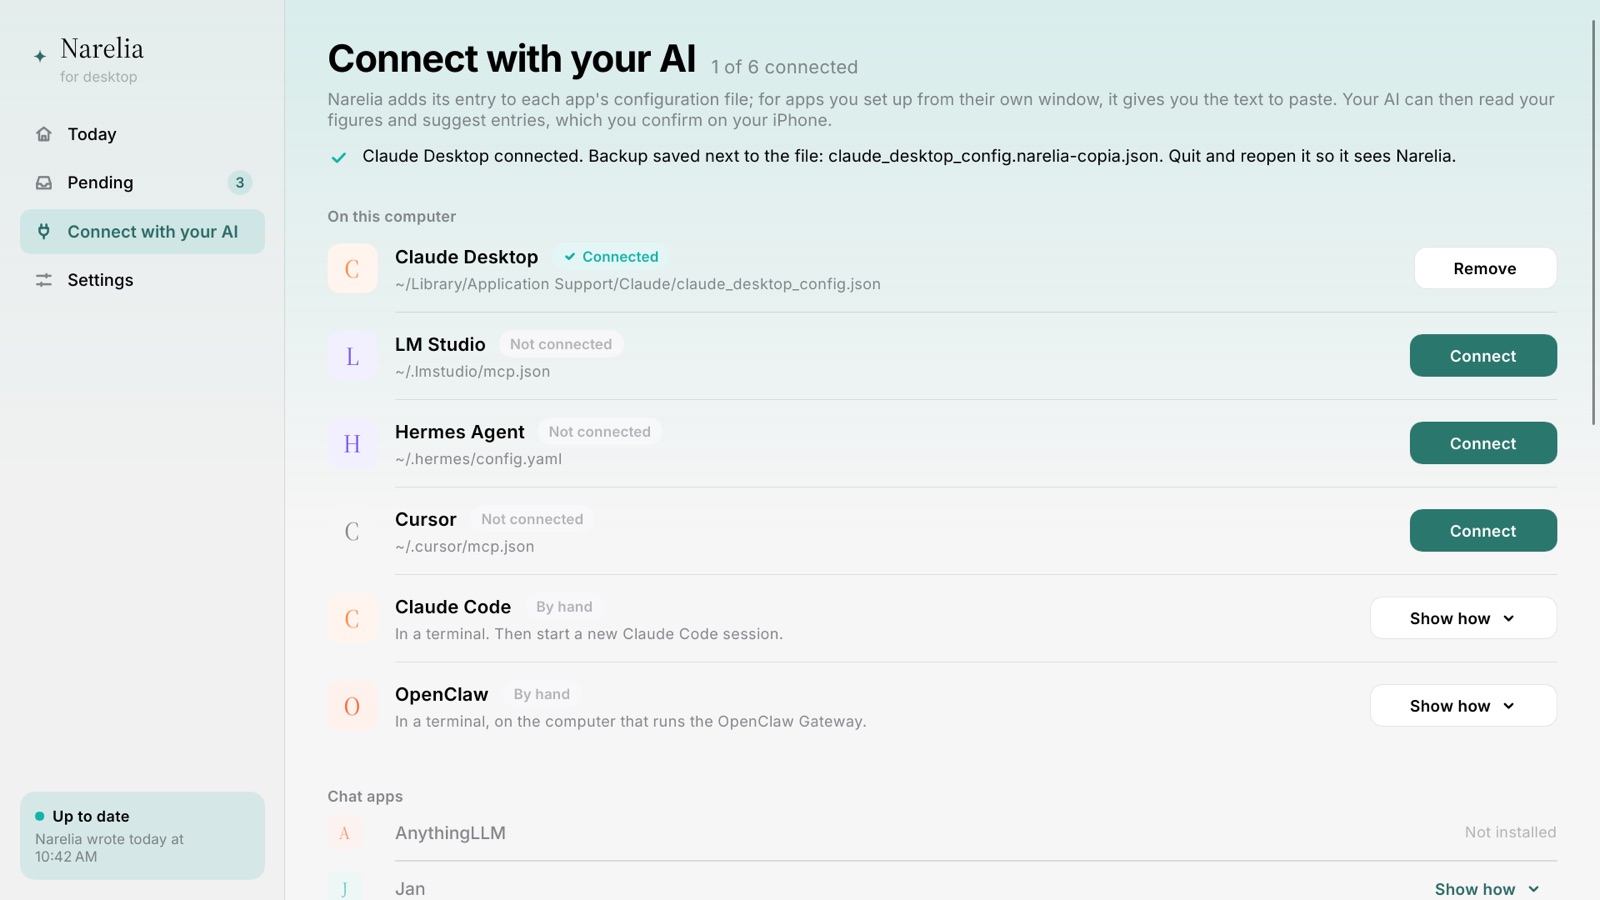 Narelia
for desktop
Today
Pending 3
Connect with your AI
Settings
Up to date
Narelia wrote today at
10:42 AM
Connect with your AI 1 of 6 connected
Narelia adds its entry to each app's configuration file; for apps you set up from their own window, it gives you the text to paste. Your AI can then read your
figures and suggest entries, which you confirm on your iPhone.
Claude Desktop connected. Backup saved next to the file: claude_desktop_config.narelia-copia.json. Quit and reopen it so it sees Narelia.
On this computer
C
Claude Desktop Connected
~/Library/Application Support/Claude/claude_desktop_config.json
Remove
L
LM Studio Not connected
~/.lmstudio/mcp.json
Connect
H
Hermes Agent Not connected
~/.hermes/config.yaml
Connect
C
Cursor Not connected
~/.cursor/mcp.json
Connect
C
Claude Code By hand
In a terminal. Then start a new Claude Code session.
Show how
O
OpenClaw By hand
In a terminal, on the computer that runs the OpenClaw Gateway.
Show how
Chat apps
A AnythingLLM Not installed
J Jan Show how